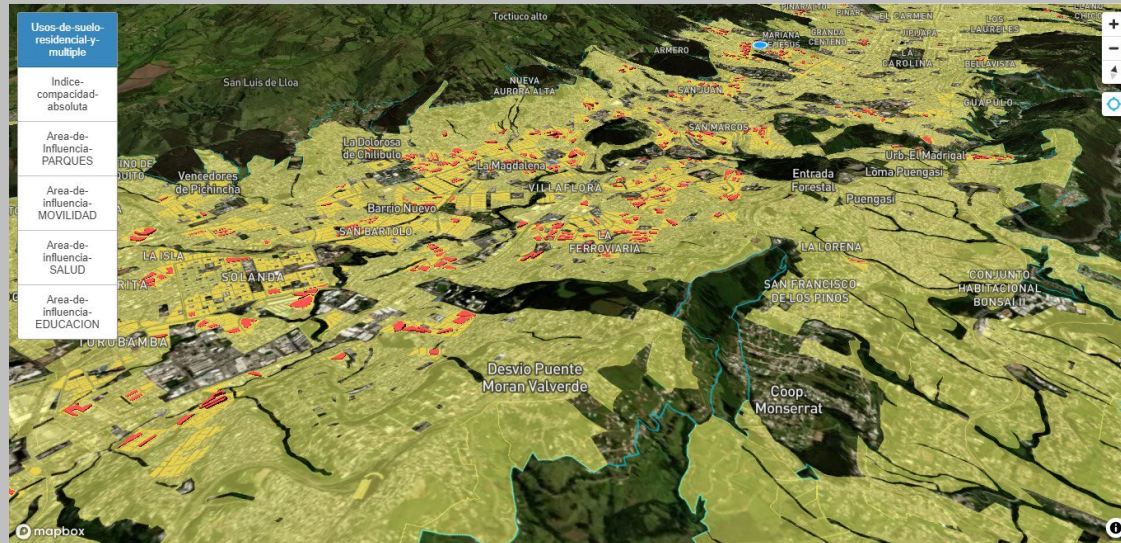 Usos-de-suelo-
residencial-y-
multiple
Indice-
compacidad-
absoluta
Area-de-
Influencia-
PARQUES
Area-de-
influencia-
MOVILIDAD
Area-de-
influencia-
SALUD
Area-de-
influencia-
EDUCACION
Toctiuco alto
San Luis de Lloa
ARMERO
MARIANA
GRANDA
CENTENO
EL CARMEN
JIPIJAPA
LOS
LAURELES
LA
CAROLINA
BELLAVISTA
GUAPULO
NUEVA
AURORA ALTA
SAN JUAN
SAN MARCOS
La Dolorosa
de Chilibulo
La Magdalena
Vencedores
de Pichincha
VILLAFLORA
Barrio Nuevo
SAN BARTOLO
LA
FERROVIARIA
Entrada
Forestal
Urb. El Madrigal
Loma Puengasi
Puengasi
LA ISLA
SOLANDA
LA LORENA
SAN FRANCISCO
DE LOS PINOS
CONJUNTO
HABITACIONAL
BONSAI II
TURUBAMBA
Desvio Puente
Moran Valverde
Coop.
Monserrat
mapbox